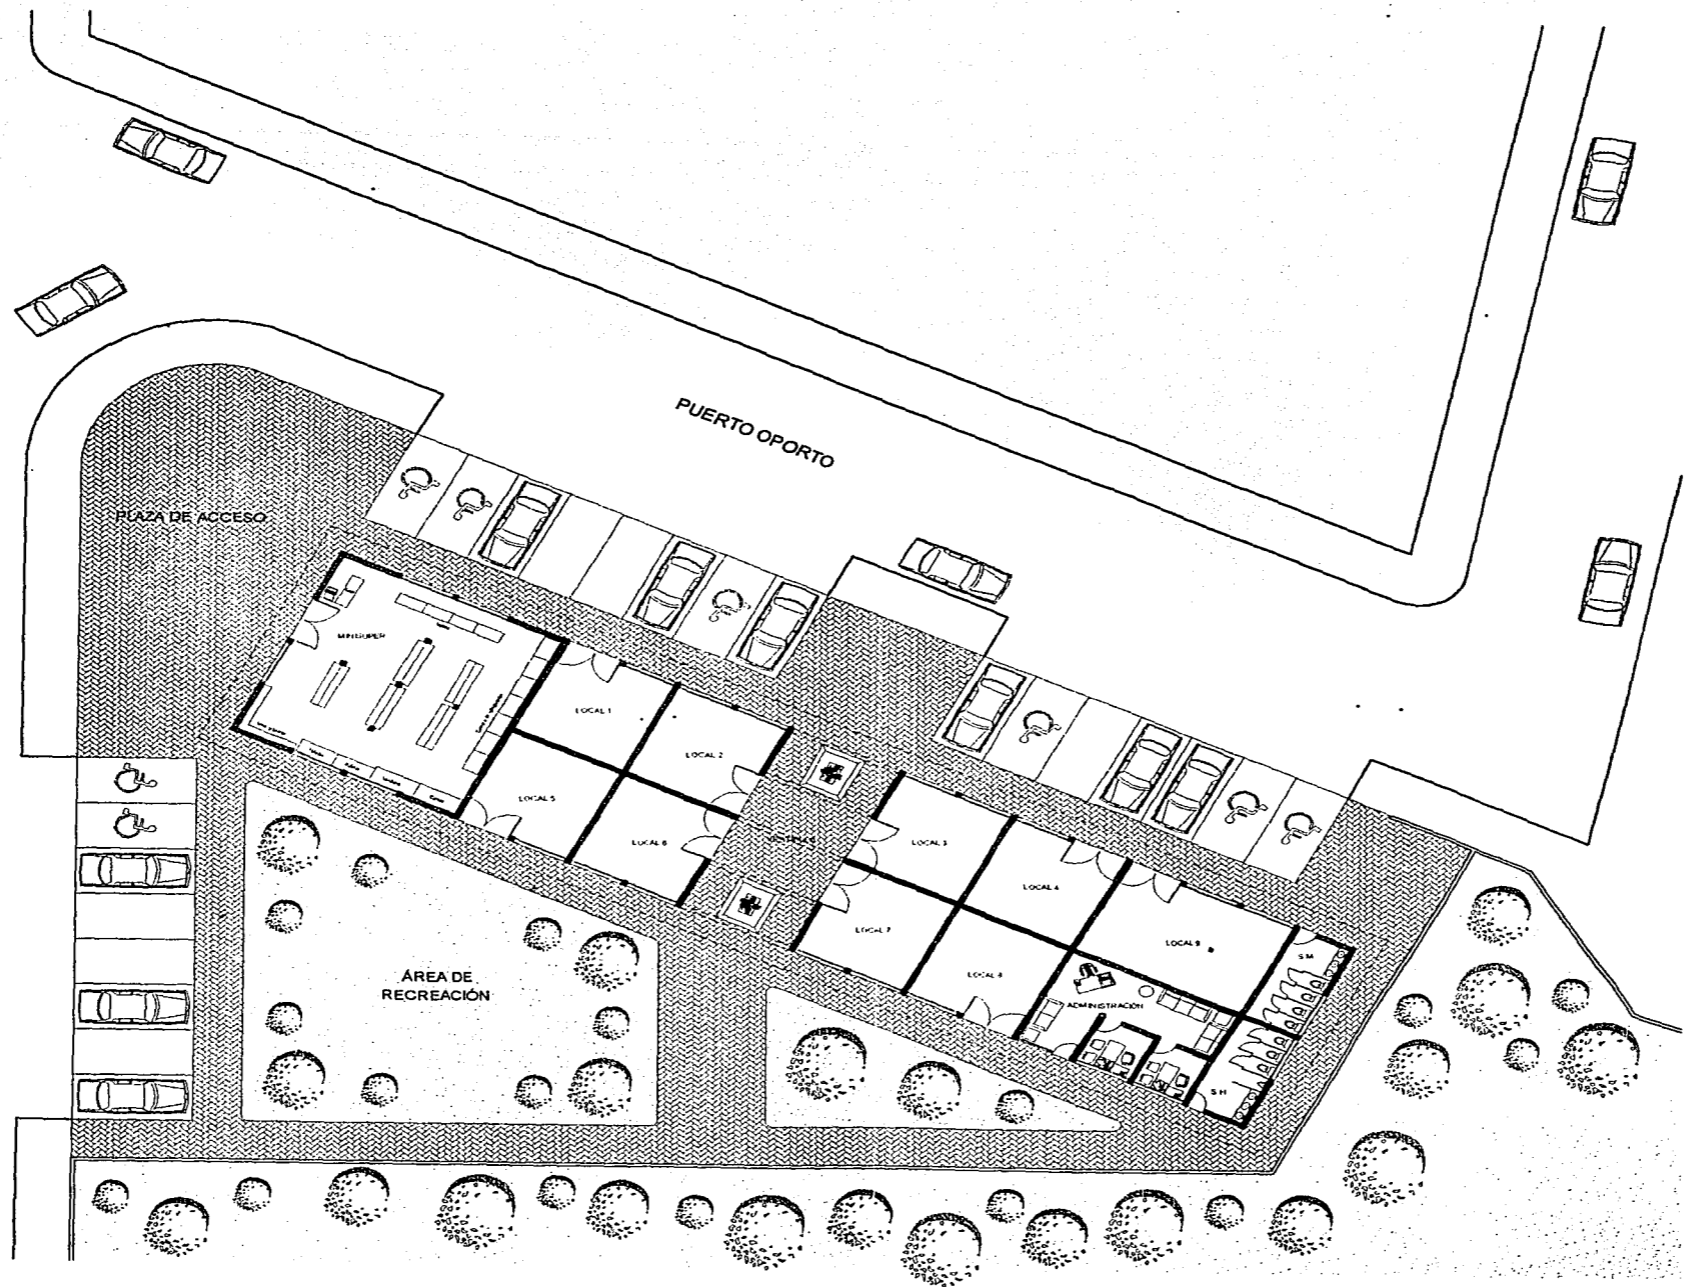 PUERTO OPORTO
PLAZA DE ACCESO
MINISUPER
LOCAL 1
LOCAL 2
LOCAL 5
LOCAL 6
LOCAL 3
LOCAL 4
LOCAL 7
LOCAL 9
LOCAL 8
S M
ADMINISTRACIÓN
S H
ÁREA DE
RECREACIÓN